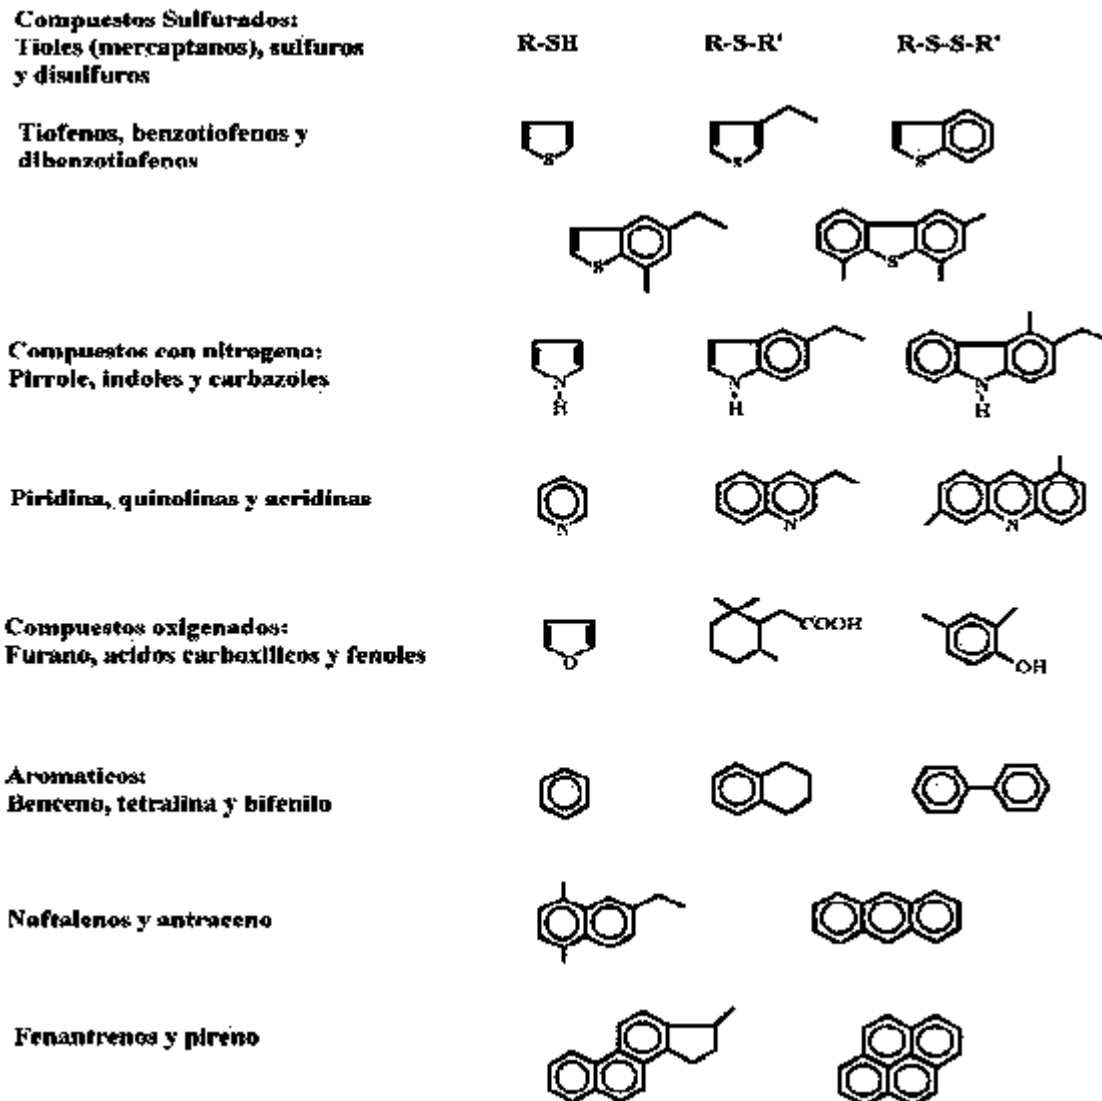 Compuestos Sulfurados:
Tioles (mercaptanos), sulfuros
y disulfuros
R-SH R-S-R' R-S-S-R'
Tiofenos, benzotiofenos y
dibenzotiofenos
S S S
S S
Compuestos con nitrogeno:
Pirrole, indoles y carbazoles
N N N
H H H
Piridina, quinolinas y acridinas
N N N
Compuestos oxigenados:
Furano, acidos carboxilicos y fenoles
O COOH OH
Aromaticos:
Benceno, tetralina y bifenilo
Naftalenos y antraceno
Fenantrenos y pireno